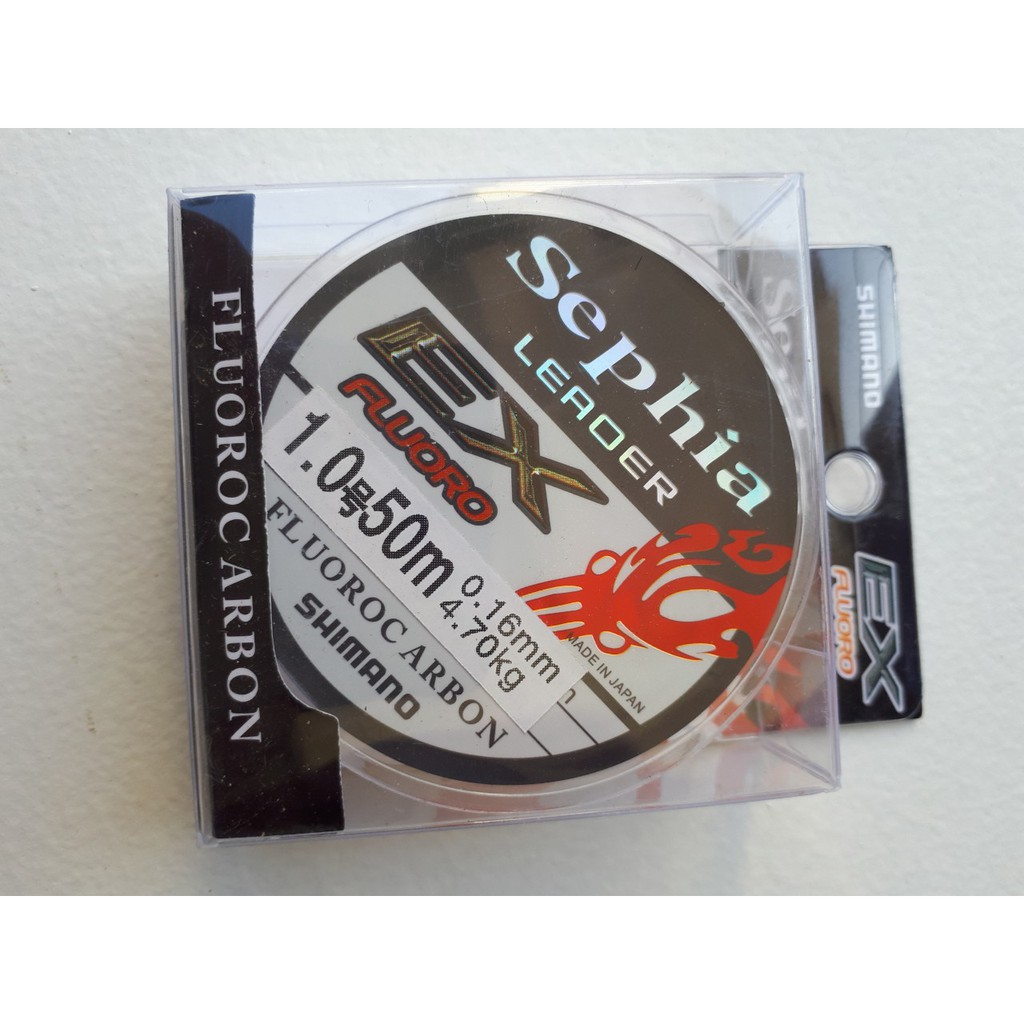 FLUOROCARBON
Sephia
LEADER
EX
FLUORO
1.0号50m
0.16mm
4.70kg
FLUOROCARBON
SHIMANO
MADE IN JAPAN
m
SHIMANO
Se
EX
FLUORO